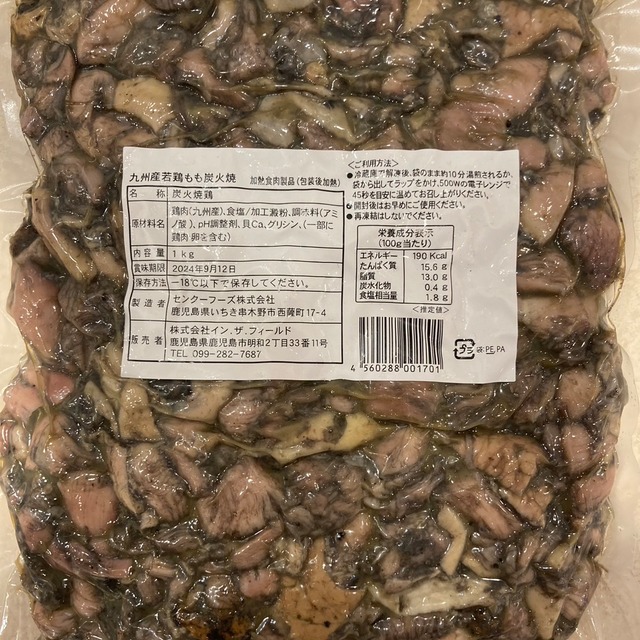 九州産若鶏もも炭火焼 加熱食肉製品(包装後加熱)
名称 炭火焼鶏
原材料名 鶏肉(九州産)、食塩/加工澱粉、調味料(アミ
ノ酸)、pH調整剤、貝Ca、グリシン、(一部に
鶏肉・卵を含む)
内容量 1kg
賞味期限 2024年9月12日
保存方法 -18℃以下で保存してください。
製造者 センクーフーズ株式会社
鹿児島県いちき串木野市西薩町17-4
販売者 株式会社イン.ザ.フィールド
鹿児島県鹿児島市明和2丁目33番11号
TEL 099-282-7687
<ご利用方法>
●冷蔵庫で解凍後、袋のまま約10分湯煎されるか、
袋から出してラップをかけ、500Wの電子レンジで
45秒を目安に温めてお召し上がりください。
●開封後はお早めにご使用ください。
●再凍結はしないでください。
栄養成分表示
(100g当たり)
エネルギー 190 Kcal
たんぱく質 15.6 g
脂質 13.0 g
炭水化物 0.4 g
食塩相当量 1.8 g
<推定値>
4 560288 001701
プラ 袋:PE,PA